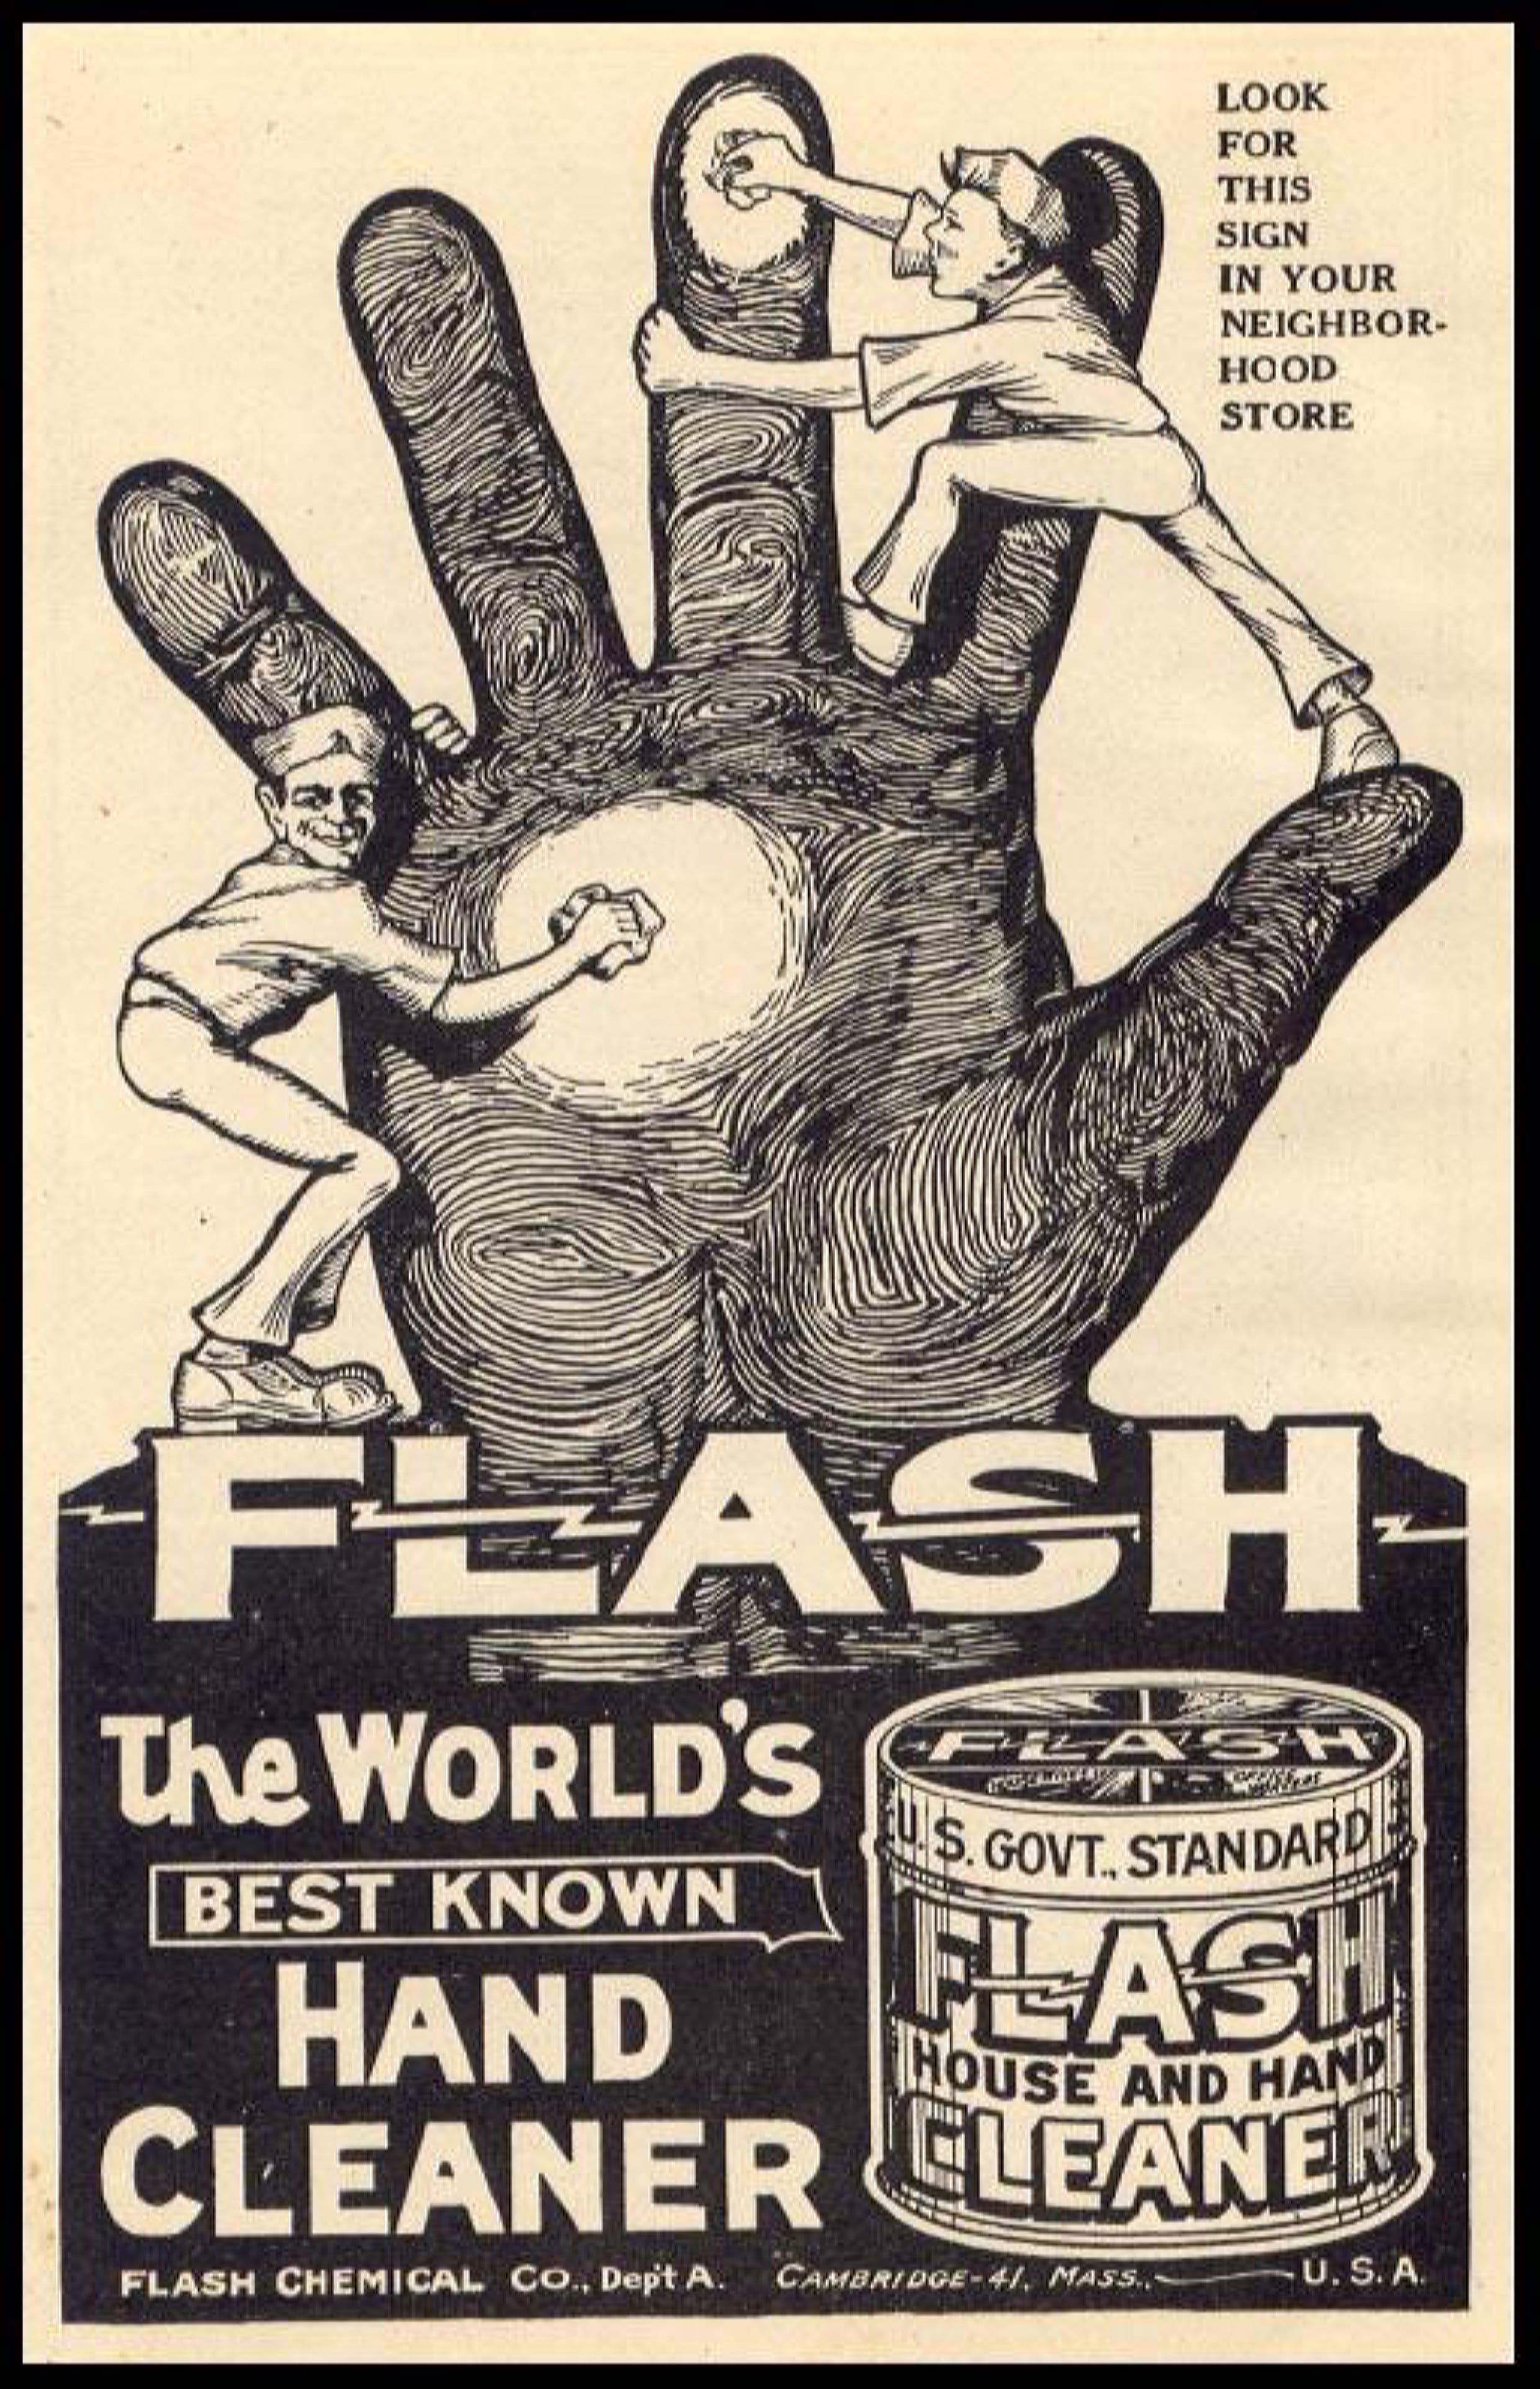 LOOK
FOR
THIS
SIGN
IN YOUR
NEIGHBOR-
HOOD
STORE
FLASH
The WORLD'S
BEST KNOWN
HAND
CLEANER
FLASH
U.S. GOVT., STANDARD
FLASH
HOUSE AND HAND
CLEANER
FLASH CHEMICAL CO., Dep't A. CAMBRIDGE-41, MASS., U.S.A.